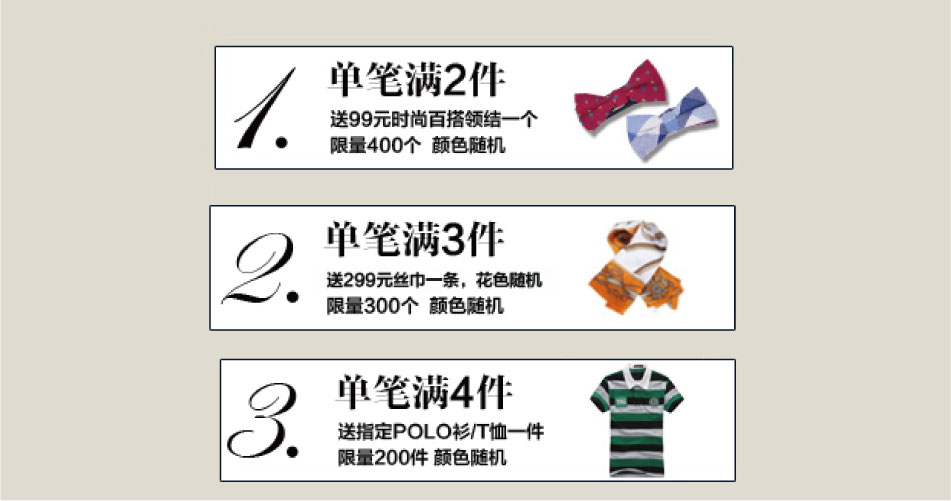 1.
单笔满2件
送99元时尚百搭领结一个
限量400个 颜色随机
2.
单笔满3件
送299元丝巾一条，花色随机
限量300个 颜色随机
3.
单笔满4件
送指定POLO衫/T恤一件
限量200件 颜色随机